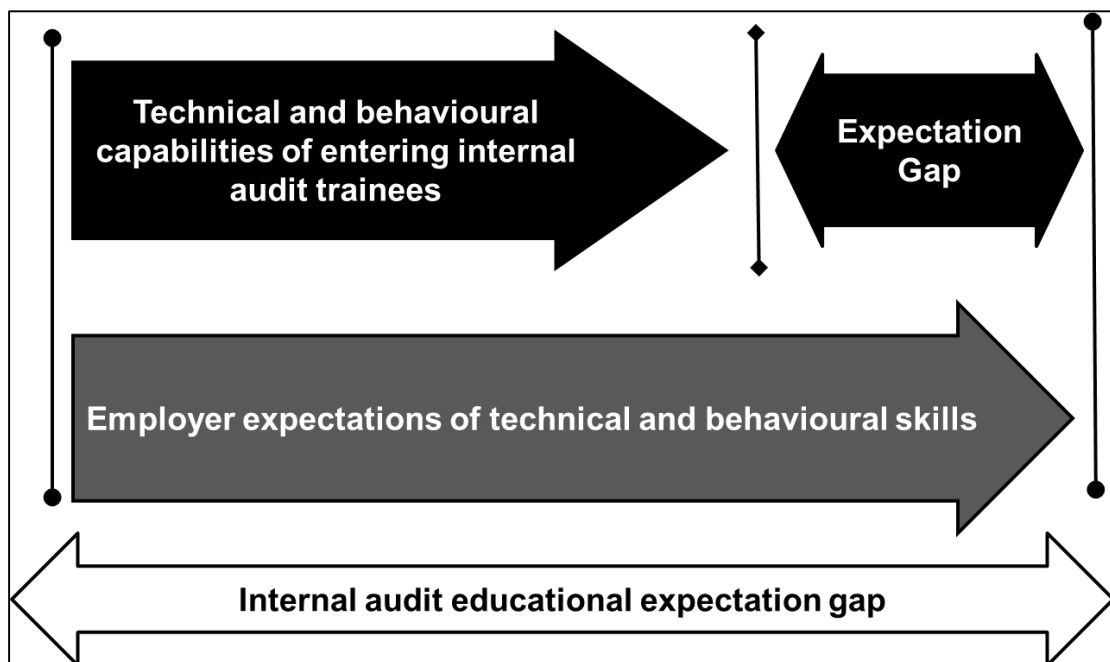 Technical and behavioural
capabilities of entering internal
audit trainees
Expectation
Gap
Employer expectations of technical and behavioural skills
Internal audit educational expectation gap